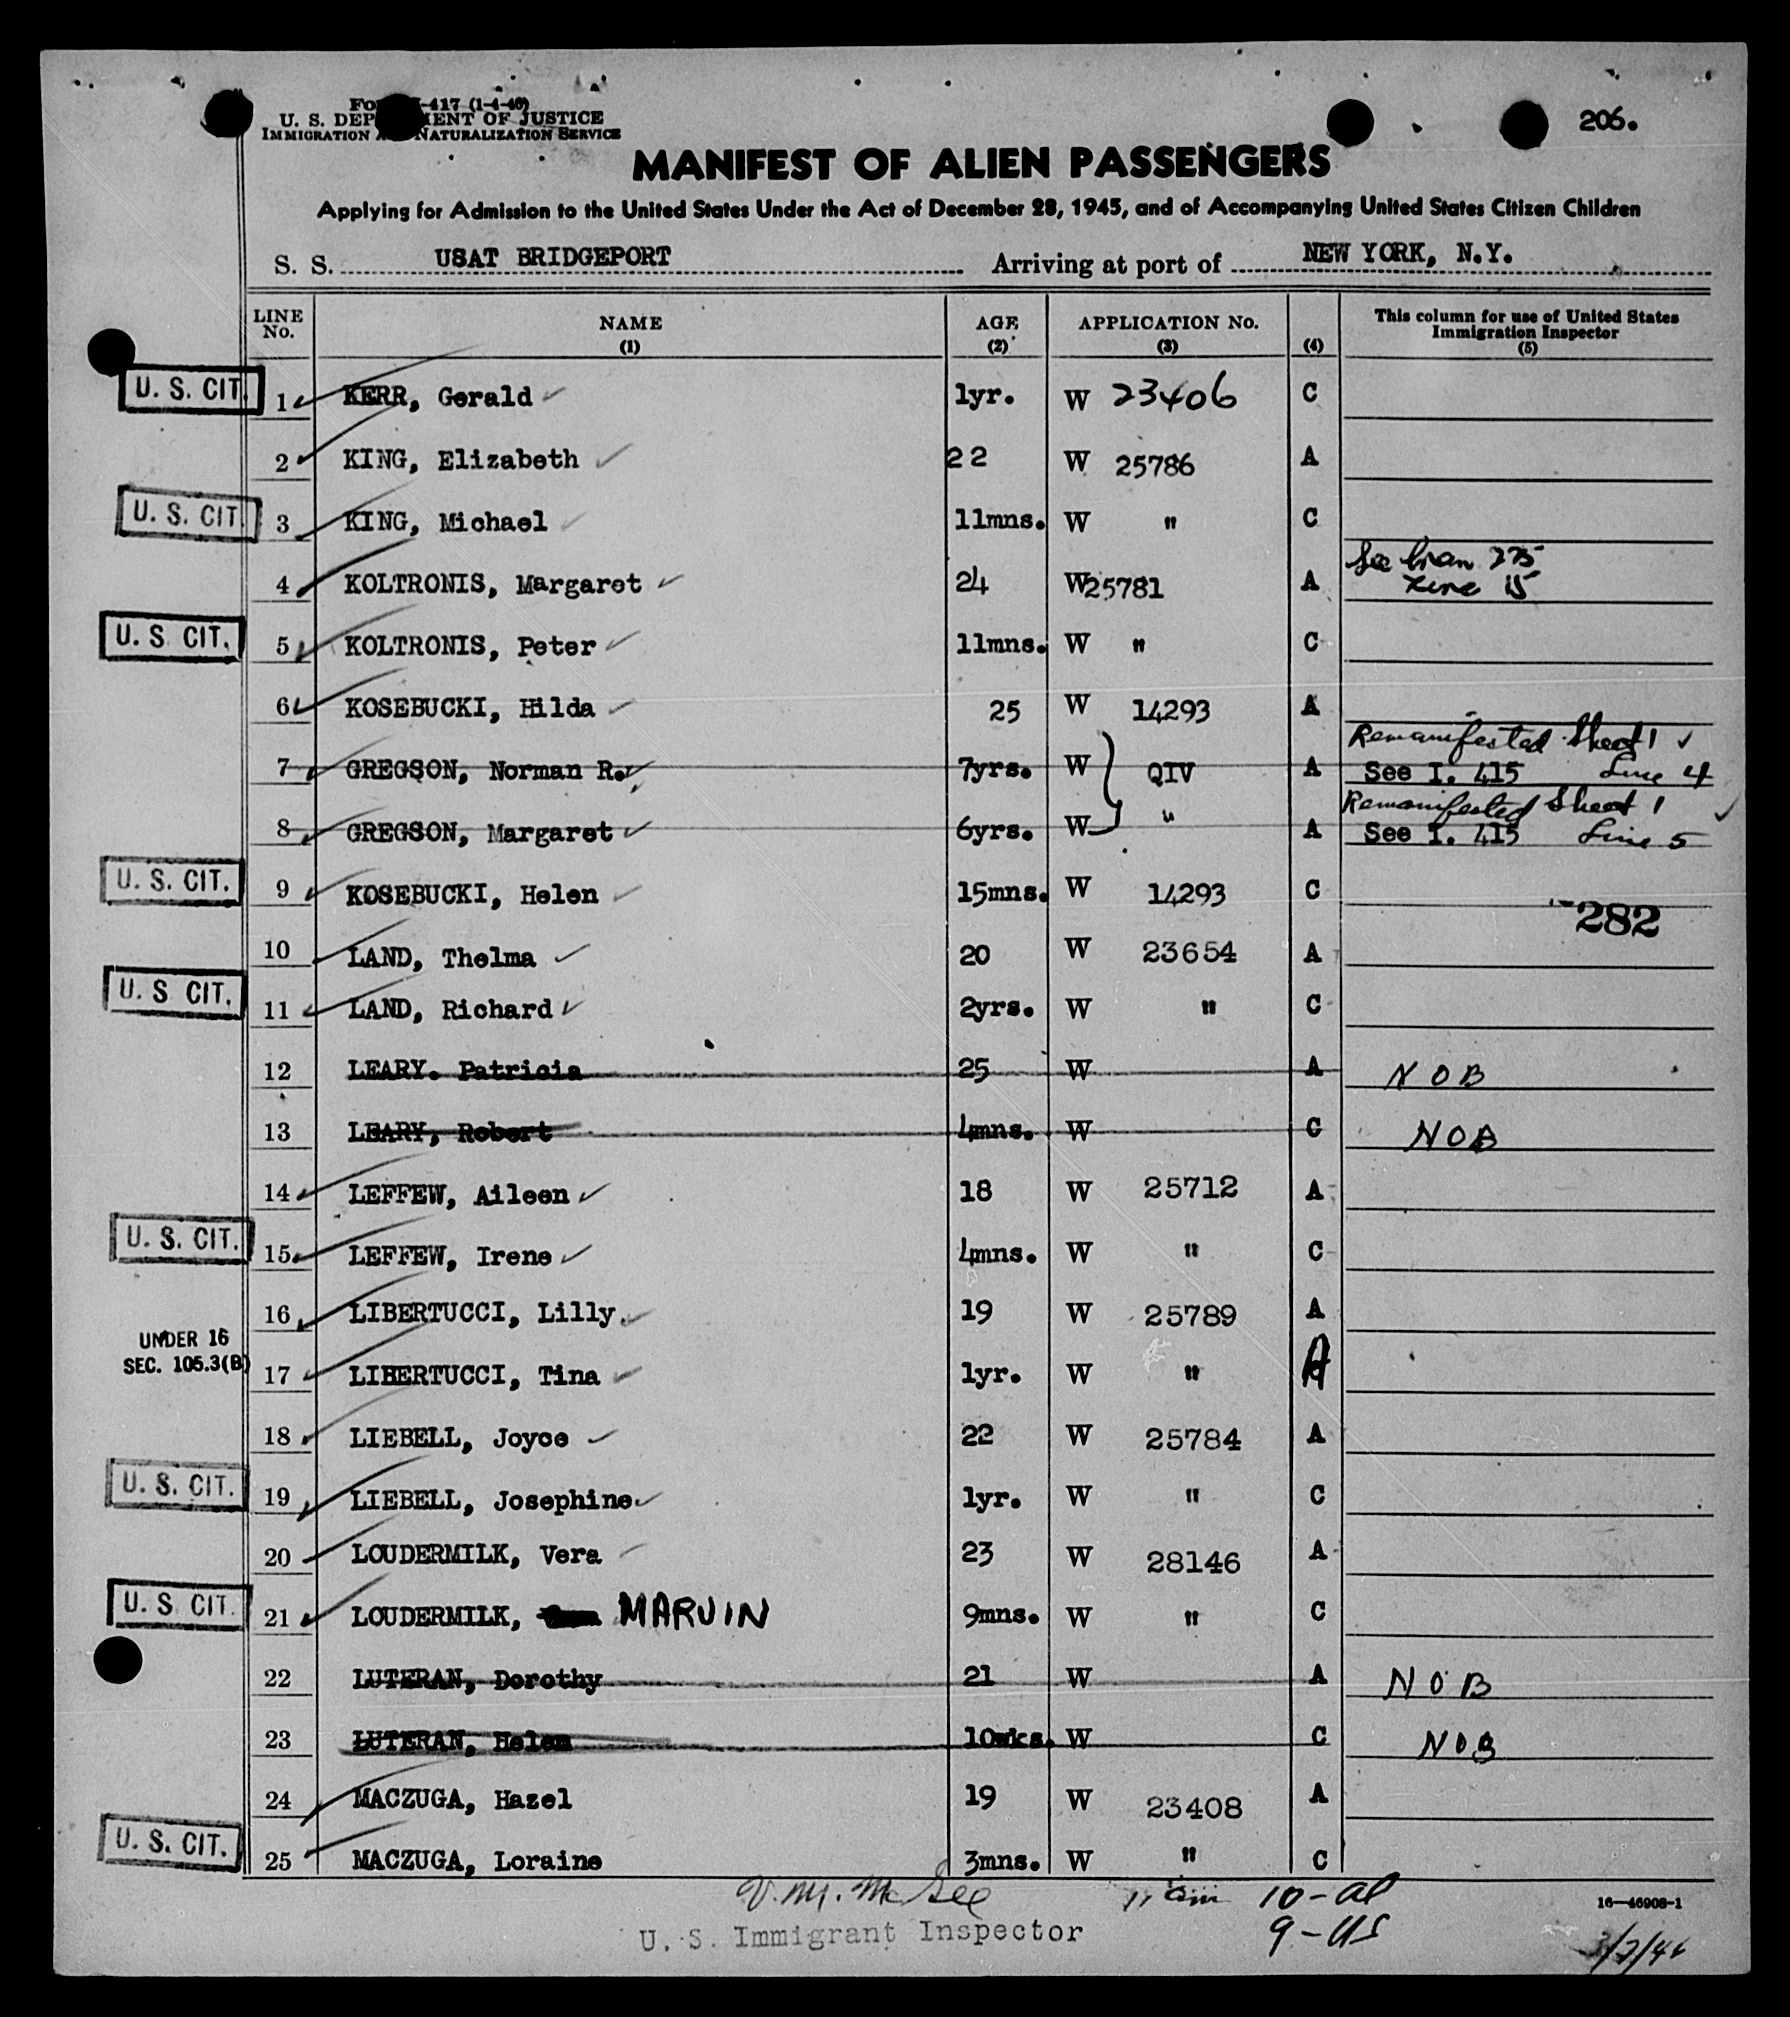 206.
U. S. DEP MENT OF JUSTICE
IMMIGRATION NATURALIZATION SERVICE
MANIFEST OF ALIEN PASSENGERS
Applying for Admission to the United States Under the Act of December 28, 1945, and of Accompanying United States Citizen Children
S. S. USAT BRIDGEPORT Arriving at port of NEW YORK, N.Y.
LINE No. NAME (1) AGE (2) APPLICATION No. (3) (4) This column for use of United States Immigration Inspector (5)
U. S. CIT. 1 KERR, Gerald 1yr. W 23406 C
2 KING, Elizabeth 22 W 25786 A
U. S. CIT. 3 KING, Michael 11mns. W " C
4 KOLTRONIS, Margaret 24 W 25781 A See 275 Line 15
U. S. CIT. 5 KOLTRONIS, Peter 11mns. W " C
6 KOSEBUCKI, Hilda 25 W 14293 A
7 GREGSON, Norman R. 7yrs. W QIV A Remanifested Sheet 1 See I. 415 Line 4
8 GREGSON, Margaret 6yrs. W " A Remanifested Sheet 1 See I. 415 Line 5
U. S. CIT. 9 KOSEBUCKI, Helen 15mns. W 14293 C
282
10 LAND, Thelma 20 W 23654 A
U. S. CIT. 11 LAND, Richard 2yrs. W " C
12 LEARY. Patricia 25 W A NOB
13 LEARY, Robert 4mns. W C NOB
14 LEFFEW, Aileen 18 W 25712 A
U. S. CIT. 15 LEFFEW, Irene 4mns. W " C
16 LIBERTUCCI, Lilly 19 W 25789 A
UNDER 16
SEC. 105.3(B) 17 LIBERTUCCI, Tina 1yr. W " A
18 LIEBELL, Joyce 22 W 25784 A
U. S. CIT. 19 LIEBELL, Josephine 1yr. W " C
20 LOUDERMILK, Vera 23 W 28146 A
U. S. CIT. 21 LOUDERMILK, MARVIN 9mns. W " C
22 LUTERAN, Dorothy 21 W A NOB
23 LUTERAN, Helen 10wks. W C NOB
24 MACZUGA, Hazel 19 W 23408 A
U. S. CIT. 25 MACZUGA, Loraine 3mns. W " C
V. M. McGee 10-al 16—46908-1
U. S. Immigrant Inspector 9-US 3/2/46